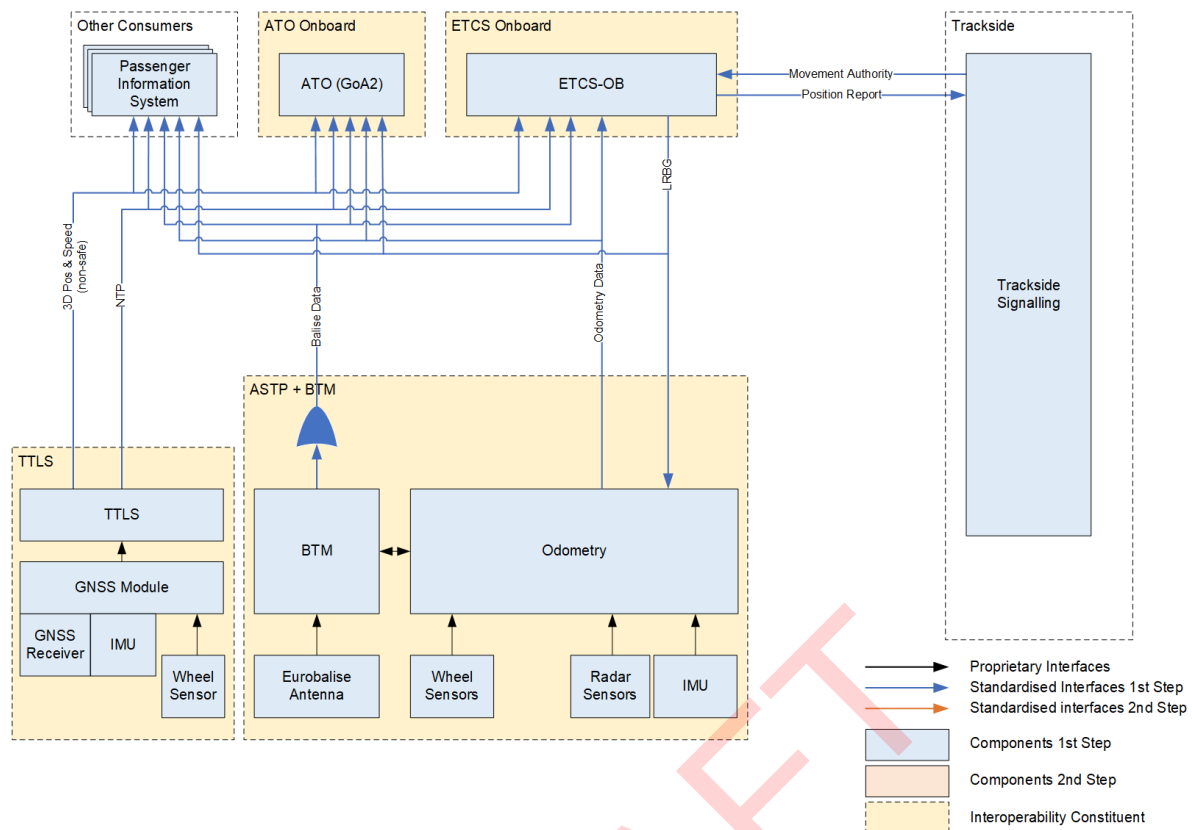 Other Consumers
ATO Onboard
ETCS Onboard
Trackside
Passenger
Information
System
ATO (GoA2)
ETCS-OB
Movement Authority
Position Report
LRBG
3D Pos & Speed
(non-safe)
NTP
Balise Data
Odometry Data
Trackside
Signalling
ASTP + BTM
TTLS
TTLS
BTM
Odometry
GNSS Module
GNSS
Receiver
IMU
Wheel
Sensor
Eurobalise
Antenna
Wheel
Sensors
Radar
Sensors
IMU
Proprietary Interfaces
Standardised Interfaces 1st Step
Standardised interfaces 2nd Step
Components 1st Step
Components 2nd Step
Interoperability Constituent